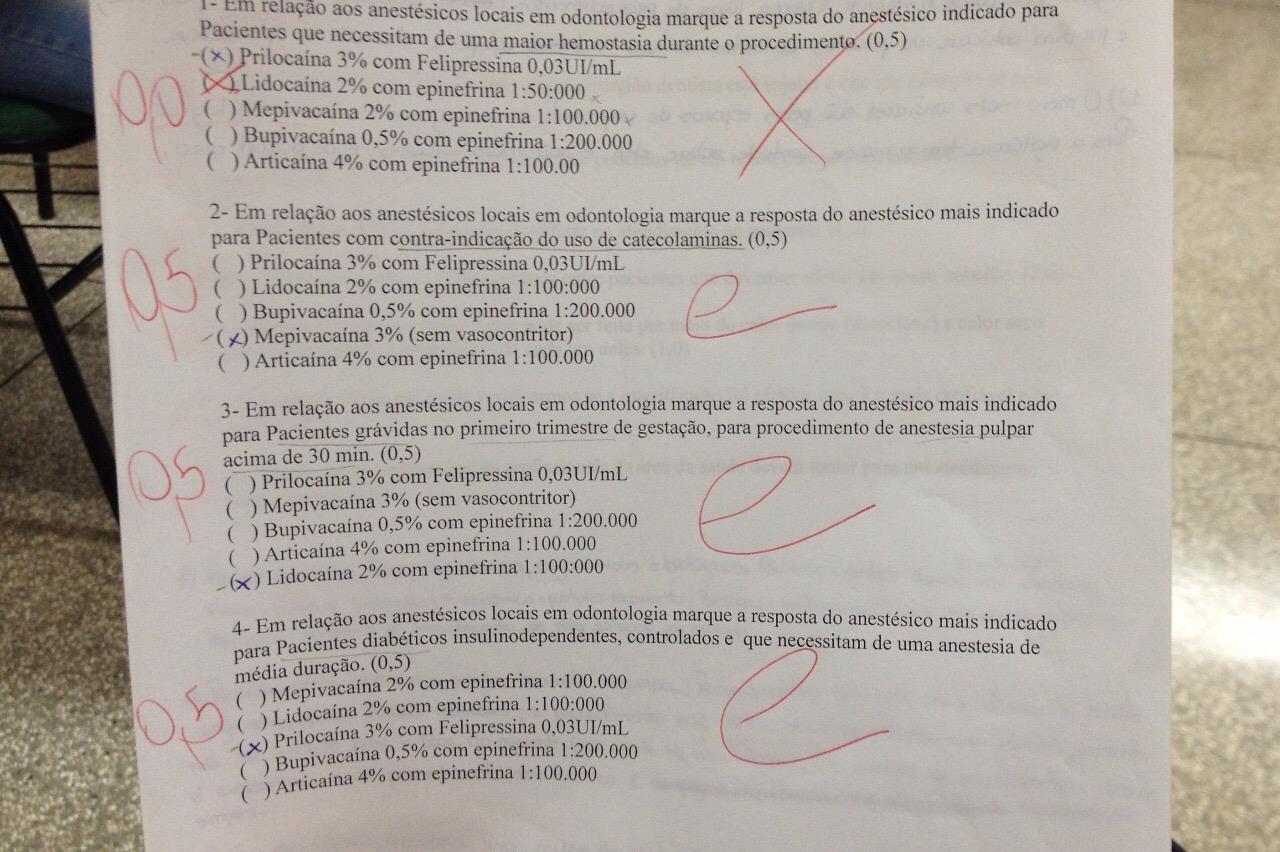 1- Em relação aos anestésicos locais em odontologia marque a resposta do anestésico indicado para
Pacientes que necessitam de uma maior hemostasia durante o procedimento. (0,5)
(x) Prilocaína 3% com Felipressina 0,03UI/mL
( ) Lidocaína 2% com epinefrina 1:50:000
( ) Mepivacaína 2% com epinefrina 1:100.000
( ) Bupivacaína 0,5% com epinefrina 1:200.000
( ) Articaína 4% com epinefrina 1:100.00
0,0
2- Em relação aos anestésicos locais em odontologia marque a resposta do anestésico mais indicado
para Pacientes com contra-indicação do uso de catecolaminas. (0,5)
( ) Prilocaína 3% com Felipressina 0,03UI/mL
( ) Lidocaína 2% com epinefrina 1:100:000
( ) Bupivacaína 0,5% com epinefrina 1:200.000
(x) Mepivacaína 3% (sem vasocontritor)
( ) Articaína 4% com epinefrina 1:100.000
0,5
e
3- Em relação aos anestésicos locais em odontologia marque a resposta do anestésico mais indicado
para Pacientes grávidas no primeiro trimestre de gestação, para procedimento de anestesia pulpar
acima de 30 min. (0,5)
( ) Prilocaína 3% com Felipressina 0,03UI/mL
( ) Mepivacaína 3% (sem vasocontritor)
( ) Bupivacaína 0,5% com epinefrina 1:200.000
( ) Articaína 4% com epinefrina 1:100.000
(x) Lidocaína 2% com epinefrina 1:100:000
0,5
e
4- Em relação aos anestésicos locais em odontologia marque a resposta do anestésico mais indicado
para Pacientes diabéticos insulinodependentes, controlados e que necessitam de uma anestesia de
média duração. (0,5)
( ) Mepivacaína 2% com epinefrina 1:100.000
( ) Lidocaína 2% com epinefrina 1:100:000
(x) Prilocaína 3% com Felipressina 0,03UI/mL
( ) Bupivacaína 0,5% com epinefrina 1:200.000
( ) Articaína 4% com epinefrina 1:100.000
0,5
e